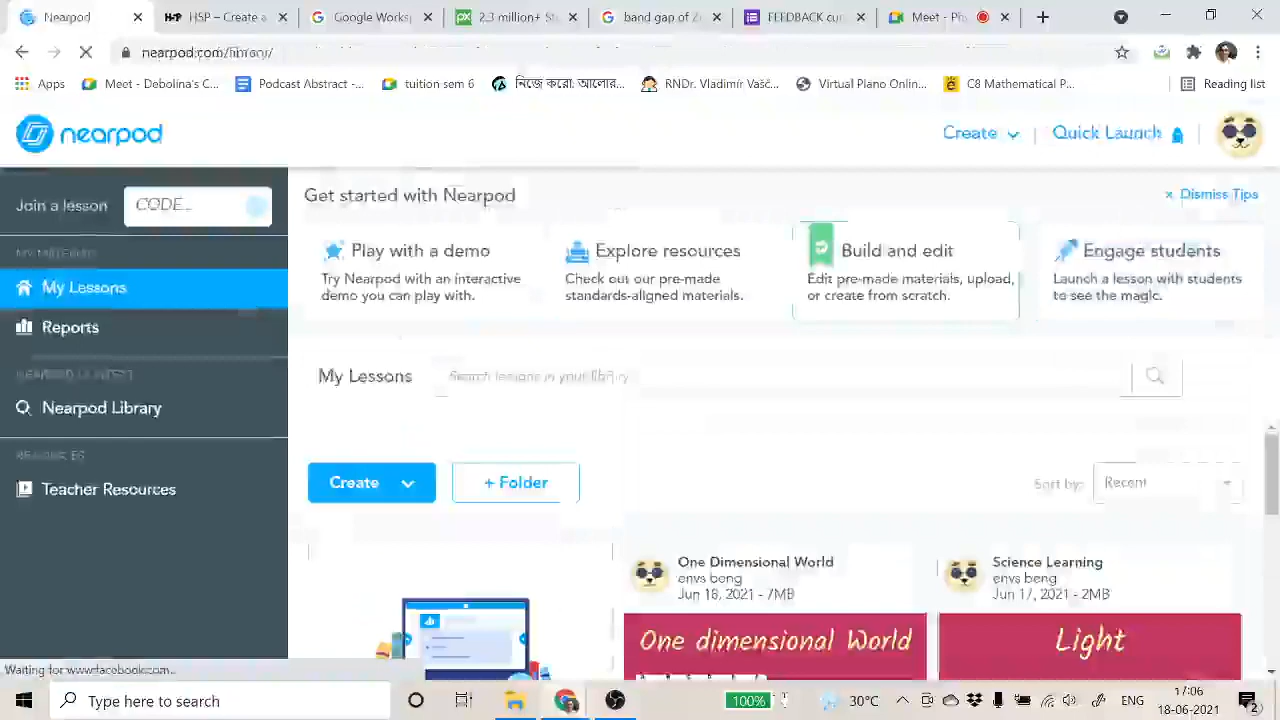 HSP – Create a
Google Works
2.3 million+ St
band gap of Z
FEEDBACK cur
Meet - Ph
nearpod.com/library/
Apps
Meet - Debolina's C...
Podcast Abstract -...
tuition sem 6
নিজে করো. আলোর...
RNDr. Vladimír Vašč...
Virtual Piano Onlin...
C8 Mathematical P...
Reading list
nearpod
Create
Quick Launch
Join a lesson
CODE...
Get started with Nearpod
× Dismiss Tips
Play with a demo
Try Nearpod with an interactive
demo you can play with.
Explore resources
Check out our pre-made
standards-aligned materials.
Build and edit
Edit pre-made materials, upload,
or create from scratch.
Engage students
Launch a lesson with students
to see the magic.
My Lessons
Reports
Nearpod Library
Teacher Resources
My Lessons
Search lessons in your library
Create
+ Folder
Sort by:
Recent
One Dimensional World
envs beng
Jun 18, 2021 - 7MB
One dimensional World
Science Learning
envs beng
Jun 17, 2021 - 2MB
Light
Waiting for www.facebook.com...
Type here to search
100%
30°C
ENG
17:06
18-06-2021
2